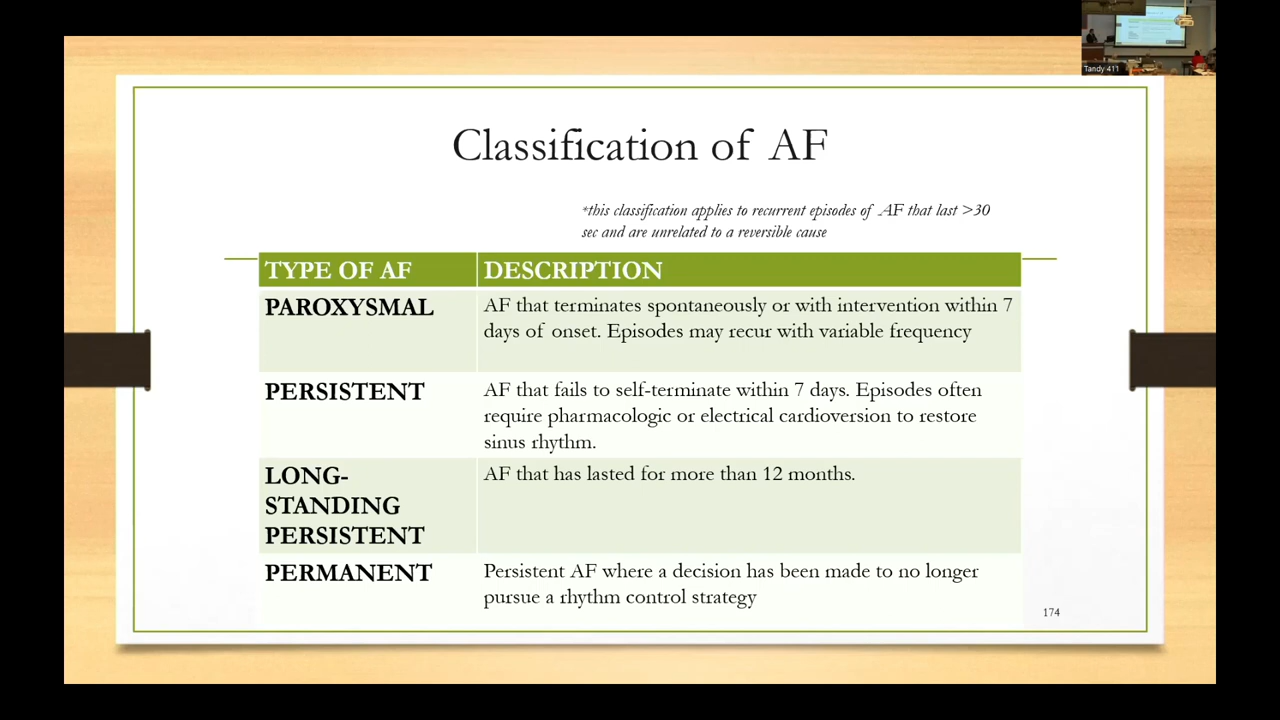 Tandy 411
Classification of AF
*this classification applies to recurrent episodes of AF that last >30
sec and are unrelated to a reversible cause
TYPE OF AF
DESCRIPTION
PAROXYSMAL
AF that terminates spontaneously or with intervention within 7
days of onset. Episodes may recur with variable frequency
PERSISTENT
AF that fails to self-terminate within 7 days. Episodes often
require pharmacologic or electrical cardioversion to restore
sinus rhythm.
LONG-
STANDING
PERSISTENT
AF that has lasted for more than 12 months.
PERMANENT
Persistent AF where a decision has been made to no longer
pursue a rhythm control strategy
174